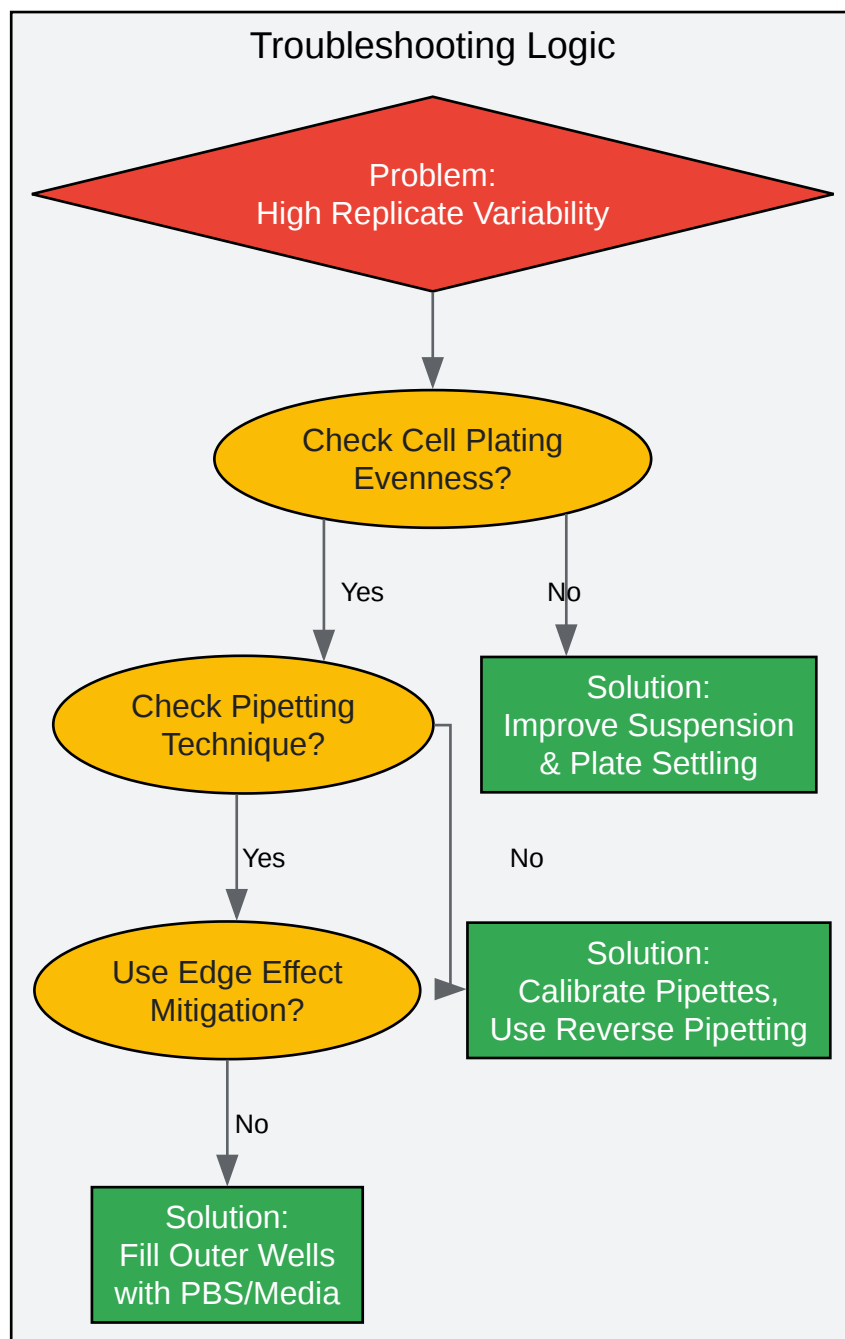 Troubleshooting Logic
Problem:
High Replicate Variability
Check Cell Plating
Evenness?
Yes
No
Check Pipetting
Technique?
Solution:
Improve Suspension
& Plate Settling
Yes
No
Use Edge Effect
Mitigation?
Solution:
Calibrate Pipettes,
Use Reverse Pipetting
No
Solution:
Fill Outer Wells
with PBS/Media